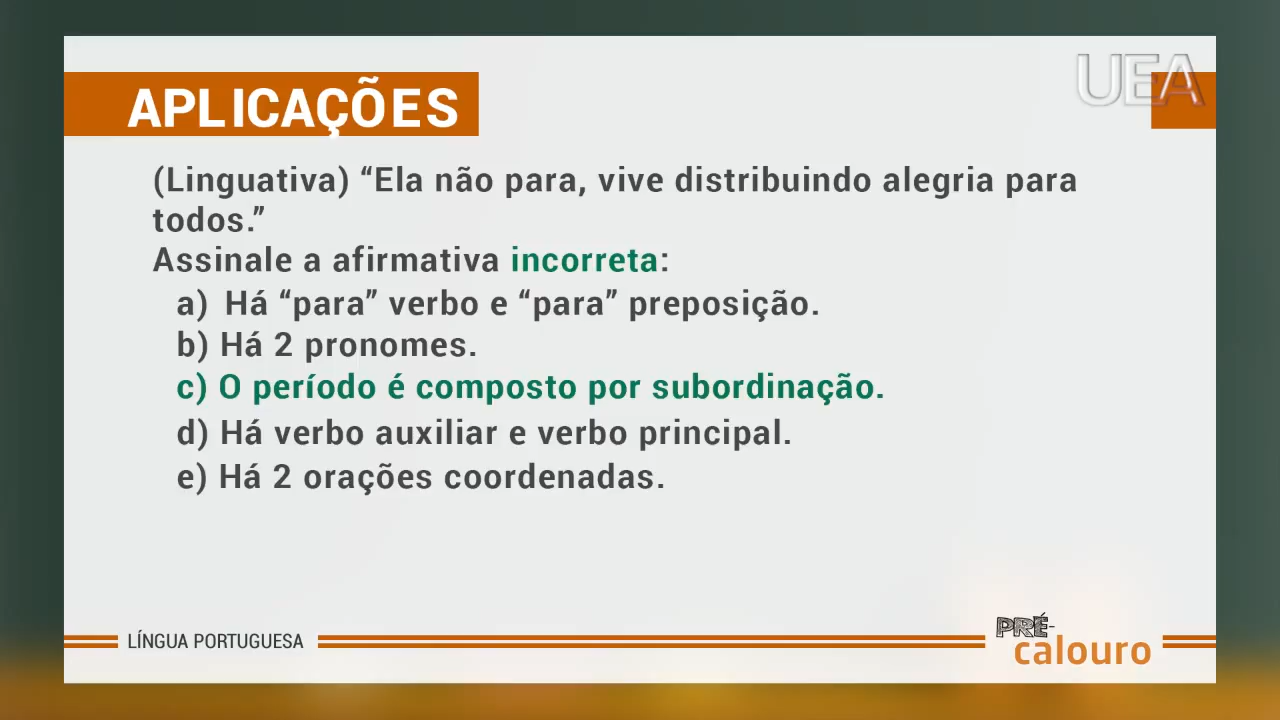 UEA
APLICAÇÕES
(Linguativa) “Ela não para, vive distribuindo alegria para
todos.”
Assinale a afirmativa incorreta:
a) Há “para” verbo e “para” preposição.
b) Há 2 pronomes.
c) O período é composto por subordinação.
d) Há verbo auxiliar e verbo principal.
e) Há 2 orações coordenadas.
LÍNGUA PORTUGUESA
PRÉ-
calouro